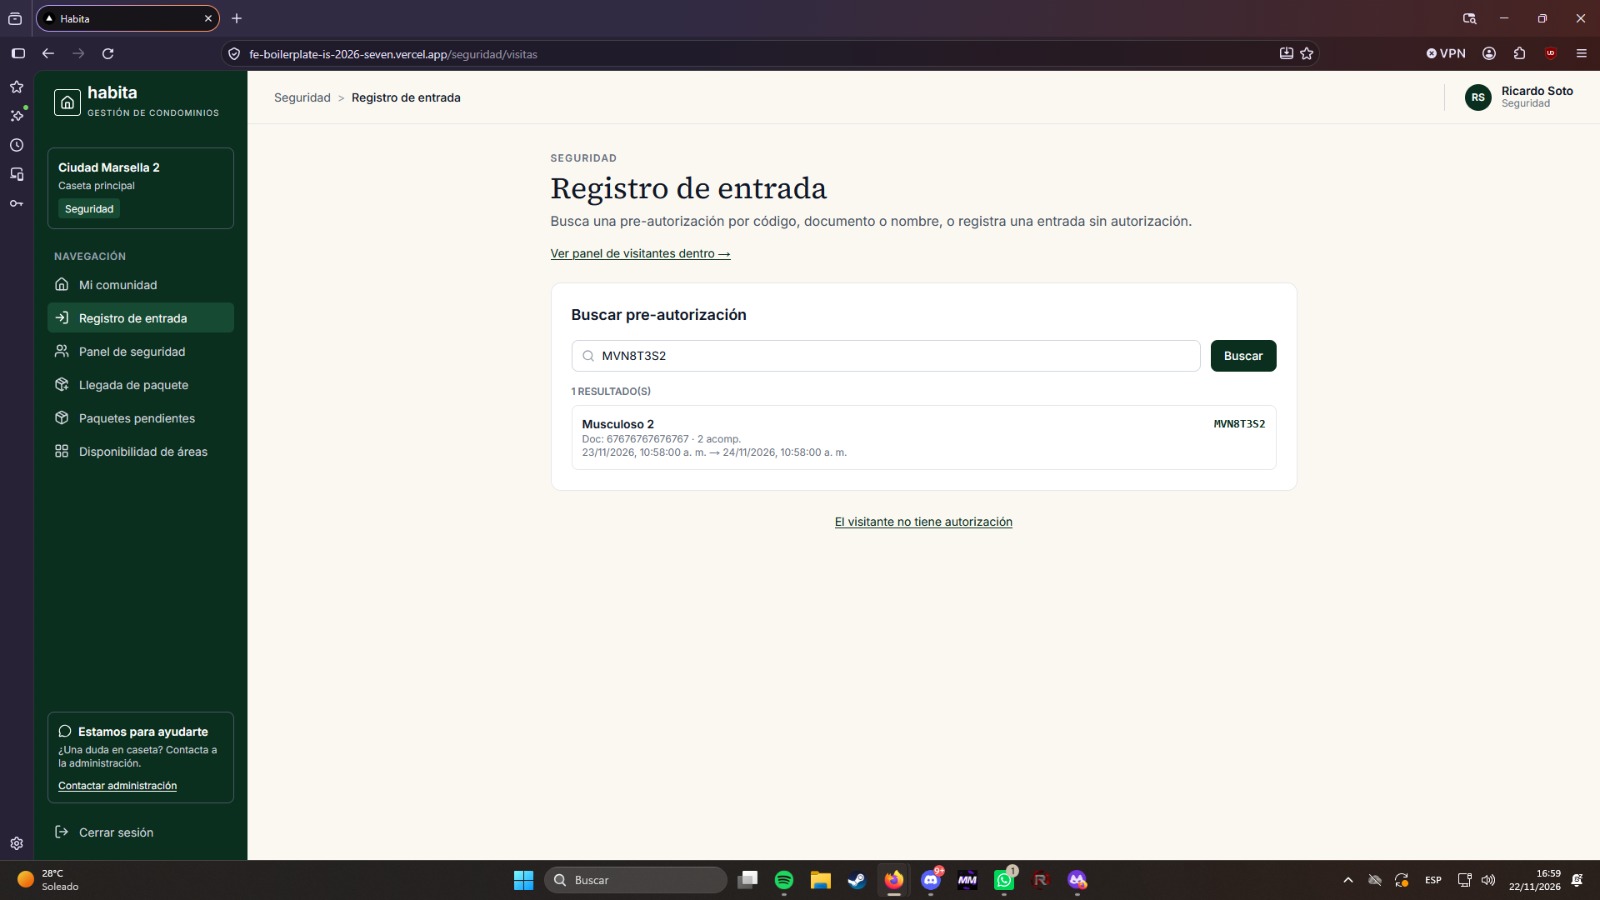 Habita
fe-boilerplate-is-2026-seven.vercel.app/seguridad/visitas
VPN
habita
GESTIÓN DE CONDOMINIOS
Ciudad Marsella 2
Caseta principal
Seguridad
NAVEGACIÓN
Mi comunidad
Registro de entrada
Panel de seguridad
Llegada de paquete
Paquetes pendientes
Disponibilidad de áreas
Estamos para ayudarte
¿Una duda en caseta? Contacta a
la administración.
Contactar administración
Cerrar sesión
Seguridad > Registro de entrada
RS
Ricardo Soto
Seguridad
SEGURIDAD
Registro de entrada
Busca una pre-autorización por código, documento o nombre, o registra una entrada sin autorización.
Ver panel de visitantes dentro →
Buscar pre-autorización
MVN8T3S2
Buscar
1 RESULTADO(S)
Musculoso 2
MVN8T3S2
Doc: 67676767676767 · 2 acomp.
23/11/2026, 10:58:00 a. m. → 24/11/2026, 10:58:00 a. m.
El visitante no tiene autorización
28°C
Soleado
Buscar
9+
MM
1
R
ESP
16:59
22/11/2026